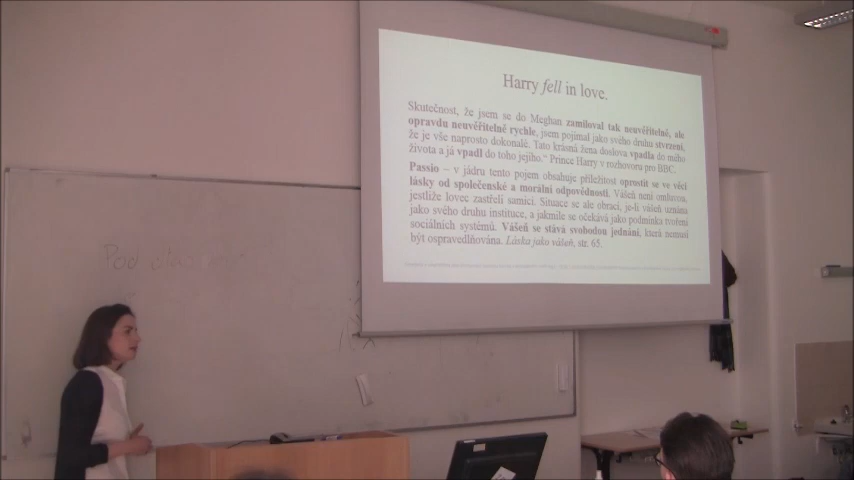 Harry fell in love.
Skutečnost, že jsem se do Meghan zamiloval tak neuvěřitelně, ale
opravdu neuvěřitelně rychle, jsem pojímal jako svého druhu stvrzení,
že je vše naprosto dokonalé. Tato krásná žena doslova vpadla do mého
života a já vpadl do toho jejího.“ Prince Harry v rozhovoru pro BBC.
Passio – v jádru tento pojem obsahuje příležitost oprostit se ve věci
lásky od společenské a morální odpovědnosti. Vášeň není omluvou,
jestliže lovec zastřelí samici. Situace se ale obrací, je-li vášeň uznána
jako svého druhu instituce, a jakmile se očekává jako podmínka tvoření
sociálních systémů. Vášeň se stává svobodou jednání, která nemusí
být ospravedlňována. Láska jako vášeň, str. 65.
Pod